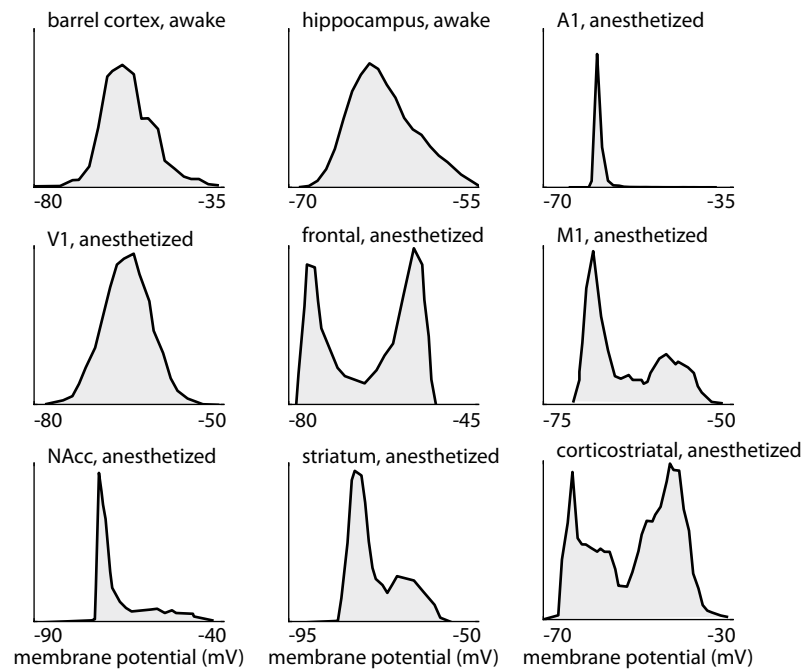 barrel cortex, awake
hippocampus, awake
A1, anesthetized
-80
-35
-70
-55
-70
-35
V1, anesthetized
frontal, anesthetized
M1, anesthetized
-80
-50
-80
-45
-75
-50
NAcc, anesthetized
striatum, anesthetized
corticostriatal, anesthetized
-90
-40
-95
-50
-70
-30
membrane potential (mV)
membrane potential (mV)
membrane potential (mV)